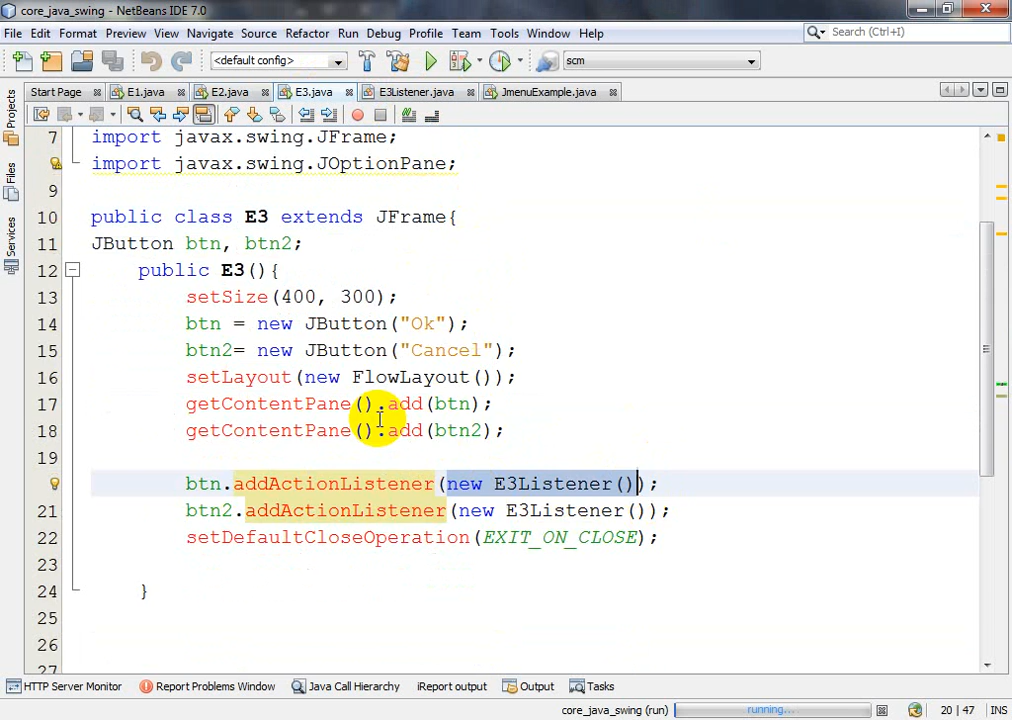 core_java_swing - NetBeans IDE 7.0
File Edit Format Preview View Navigate Source Refactor Run Debug Profile Team Tools Window Help
Search (Ctrl+I)
<default config>
scm
Start Page E1.java E2.java E3.java E3Listener.java JmenuExample.java
Projects
Files
Services
7 import javax.swing.JFrame;
import javax.swing.JOptionPane;
9
10 public class E3 extends JFrame{
11 JButton btn, btn2;
12 public E3(){
13 setSize(400, 300);
14 btn = new JButton("Ok");
15 btn2= new JButton("Cancel");
16 setLayout(new FlowLayout());
17 getContentPane().add(btn);
18 getContentPane().add(btn2);
19
btn.addActionListener(new E3Listener());
21 btn2.addActionListener(new E3Listener());
22 setDefaultCloseOperation(EXIT_ON_CLOSE);
23
24 }
25
26
27
HTTP Server Monitor Report Problems Window Java Call Hierarchy iReport output Output Tasks
core_java_swing (run) running... 20 | 47 INS